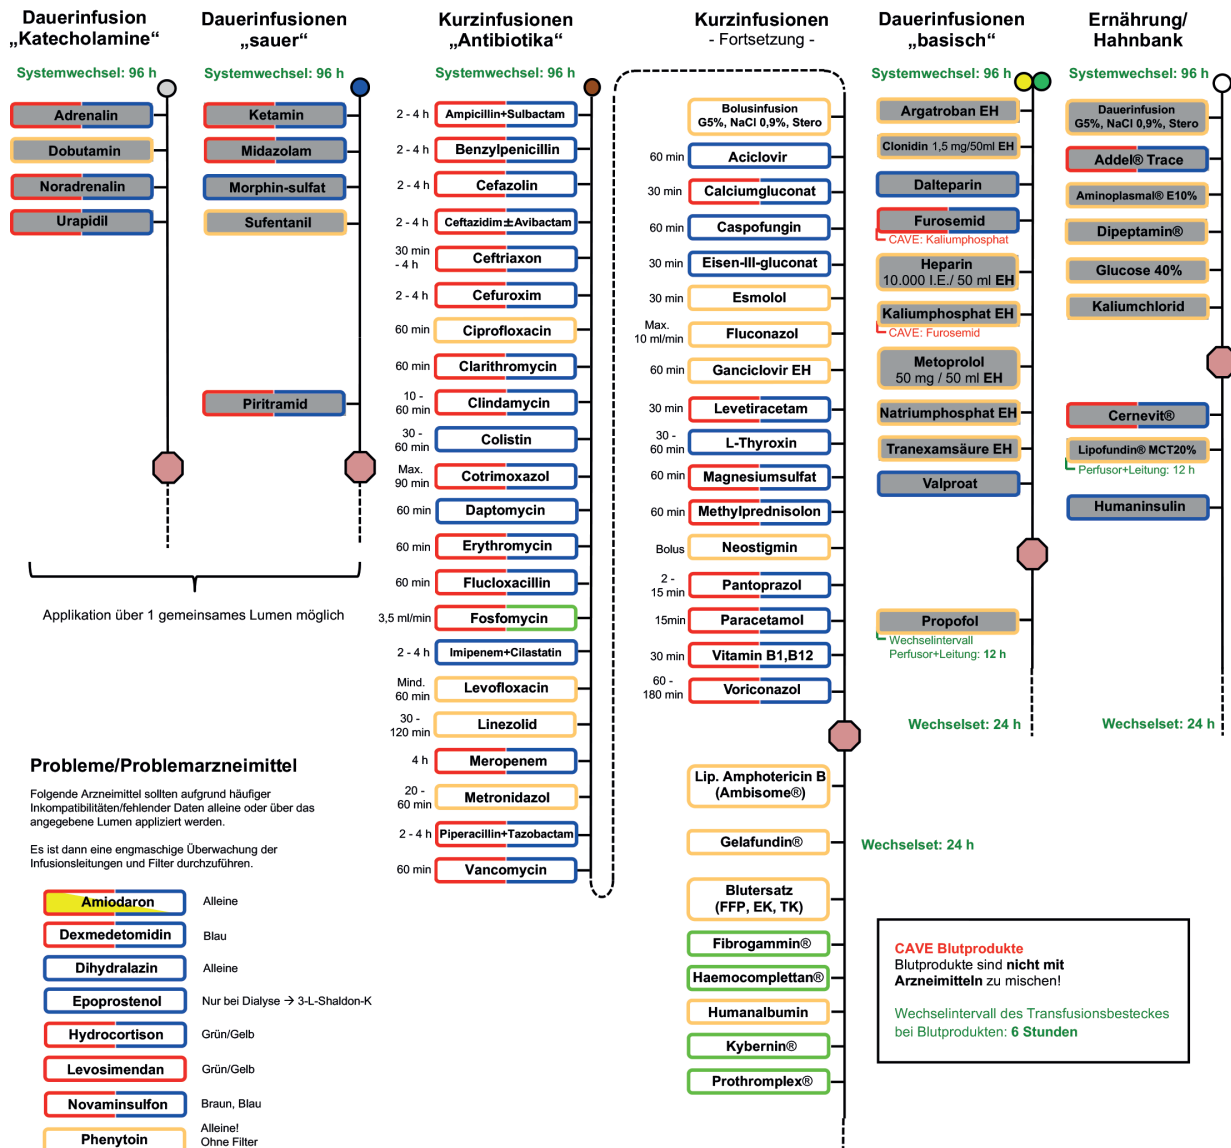 Dauerinfusion
„Katecholamine“
Systemwechsel: 96 h
Adrenalin
Dobutamin
Noradrenalin
Urapidil
Dauerinfusionen
„sauer“
Systemwechsel: 96 h
Ketamin
Midazolam
Morphin-sulfat
Sufentanil
Piritramid
Applikation über 1 gemeinsames Lumen möglich
Kurzinfusionen
„Antibiotika“
Systemwechsel: 96 h
2 - 4 h Ampicillin+Sulbactam
2 - 4 h Benzylpenicillin
2 - 4 h Cefazolin
2 - 4 h Ceftazidim±Avibactam
30 min
- 4 h Ceftriaxon
2 - 4 h Cefuroxim
60 min Ciprofloxacin
60 min Clarithromycin
10 -
60 min Clindamycin
30 -
60 min Colistin
Max.
90 min Cotrimoxazol
60 min Daptomycin
60 min Erythromycin
60 min Flucloxacillin
3,5 ml/min Fosfomycin
2 - 4 h Imipenem+Cilastatin
Mind.
60 min Levofloxacin
30 -
120 min Linezolid
4 h Meropenem
20 -
60 min Metronidazol
2 - 4 h Piperacillin+Tazobactam
60 min Vancomycin
Kurzinfusionen
- Fortsetzung -
Bolusinfusion
G5%, NaCl 0,9%, Stero
60 min Aciclovir
30 min Calciumgluconat
60 min Caspofungin
30 min Eisen-III-gluconat
30 min Esmolol
Max.
10 ml/min Fluconazol
60 min Ganciclovir EH
30 min Levetiracetam
30 -
60 min L-Thyroxin
60 min Magnesiumsulfat
60 min Methylprednisolon
Bolus Neostigmin
2 -
15 min Pantoprazol
15min Paracetamol
30 min Vitamin B1,B12
60 -
180 min Voriconazol
Lip. Amphotericin B
(Ambisome®)
Gelafundin®
Wechselset: 24 h
Blutersatz
(FFP, EK, TK)
Fibrogammin®
Haemocomplettan®
Humanalbumin
Kybernin®
Prothromplex®
Dauerinfusionen
„basisch“
Systemwechsel: 96 h
Argatroban EH
Clonidin 1,5 mg/50ml EH
Dalteparin
Furosemid
CAVE: Kaliumphosphat
Heparin
10.000 I.E./ 50 ml EH
Kaliumphosphat EH
CAVE: Furosemid
Metoprolol
50 mg / 50 ml EH
Natriumphosphat EH
Tranexamsäure EH
Valproat
Propofol
Wechselintervall
Perfusor+Leitung: 12 h
Wechselset: 24 h
Ernährung/
Hahnbank
Systemwechsel: 96 h
Dauerinfusion
G5%, NaCl 0,9%, Stero
Addel® Trace
Aminoplasmal® E10%
Dipeptamin®
Glucose 40%
Kaliumchlorid
Cernevit®
Lipofundin® MCT20%
Perfusor+Leitung: 12 h
Humaninsulin
Wechselset: 24 h
Probleme/Problemarzneimittel
Folgende Arzneimittel sollten aufgrund häufiger
Inkompatibilitäten/fehlender Daten alleine oder über das
angegebene Lumen appliziert werden.
Es ist dann eine engmaschige Überwachung der
Infusionsleitungen und Filter durchzuführen.
Amiodaron Alleine
Dexmedetomidin Blau
Dihydralazin Alleine
Epoprostenol Nur bei Dialyse → 3-L-Shaldon-K
Hydrocortison Grün/Gelb
Levosimendan Grün/Gelb
Novaminsulfon Braun, Blau
Phenytoin Alleine!
Ohne Filter
CAVE Blutprodukte
Blutprodukte sind nicht mit
Arzneimitteln zu mischen!
Wechselintervall des Transfusionsbesteckes
bei Blutprodukten: 6 Stunden